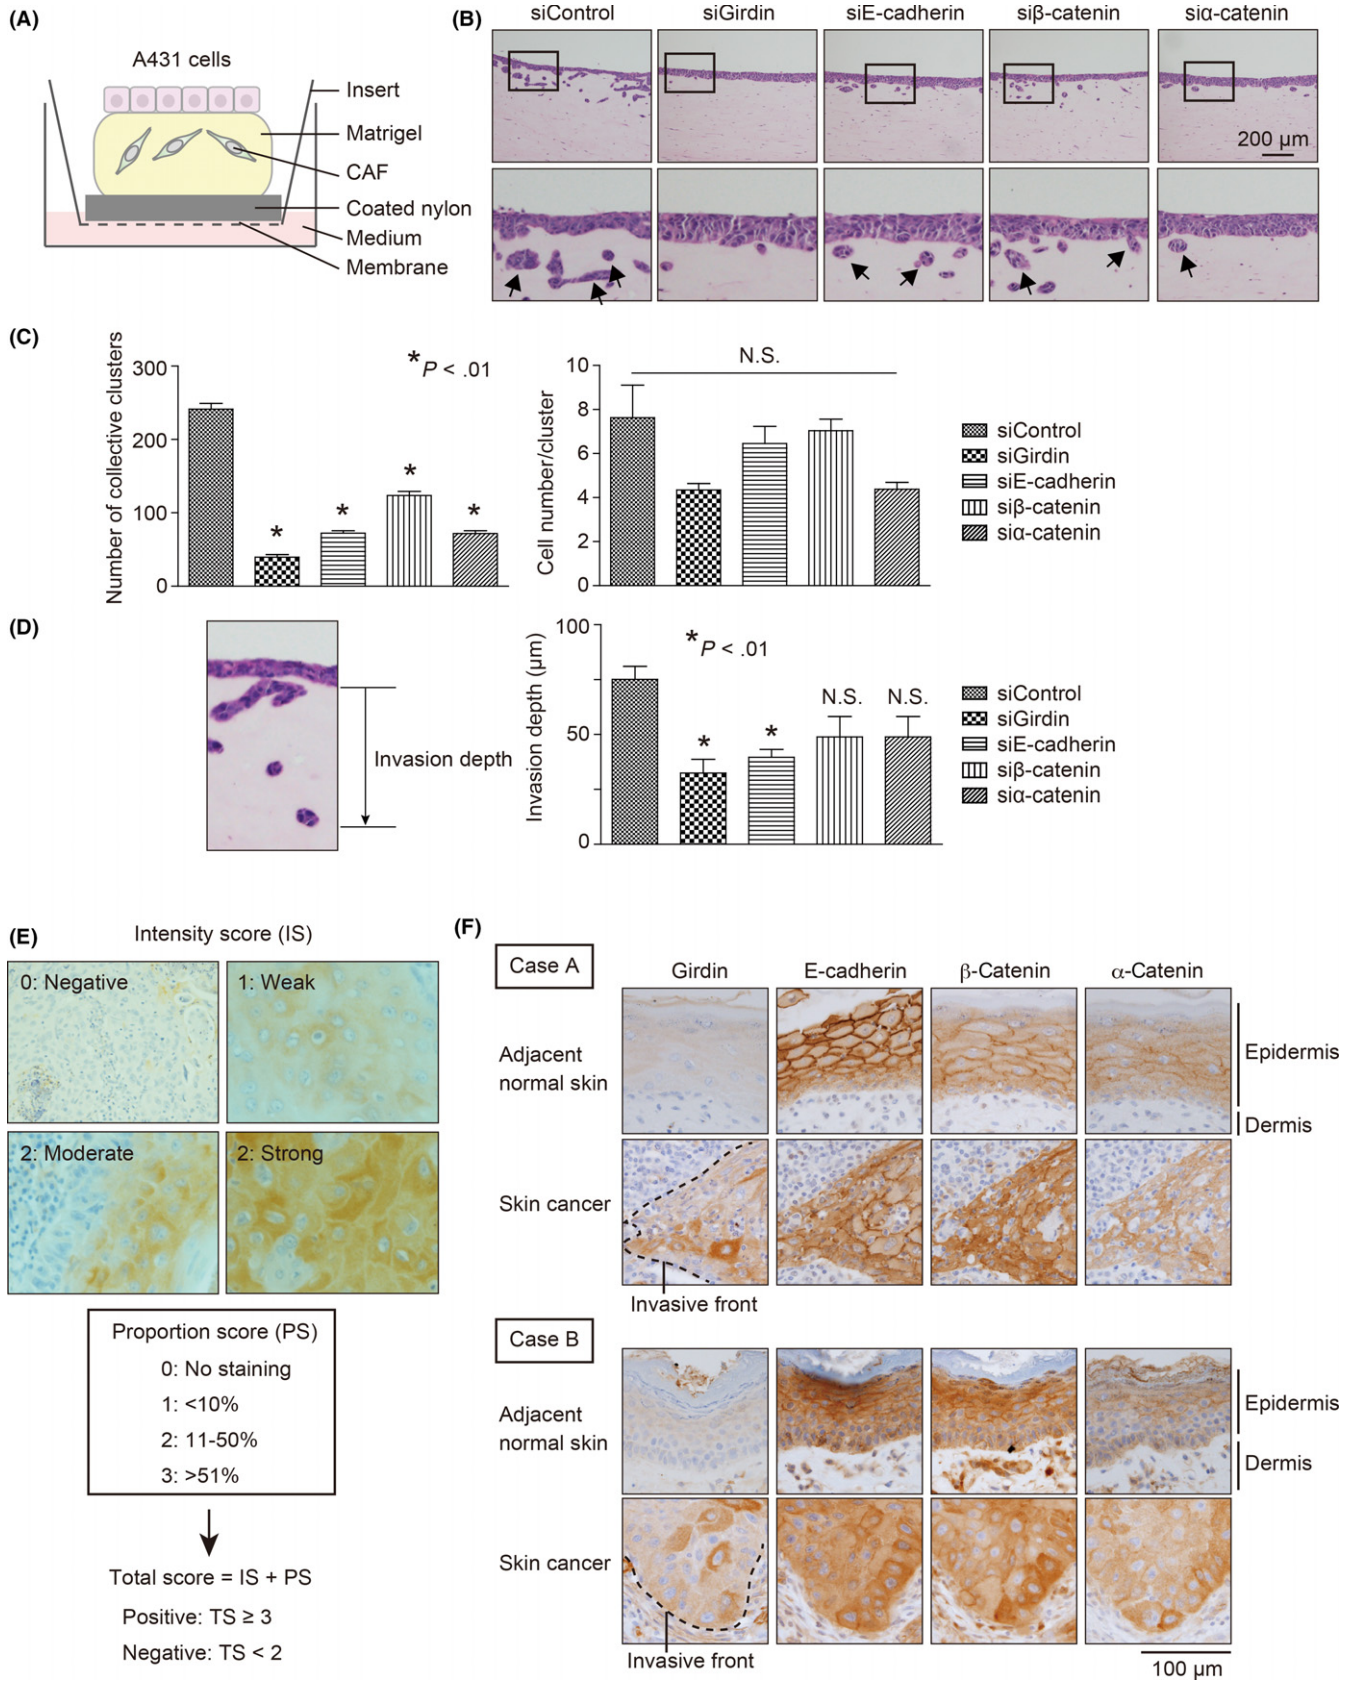 (A)
A431 cells
Insert
Matrigel
CAF
Coated nylon
Medium
Membrane
(B)
siControl siGirdin siE-cadherin siβ-catenin siα-catenin
200 μm
(C)
Number of collective clusters
300
200
100
0
* P < .01
*
*
*
*
Cell number/cluster
10
8
6
4
2
0
N.S.
siControl
siGirdin
siE-cadherin
siβ-catenin
siα-catenin
(D)
Invasion depth
Invasion depth (μm)
100
50
0
* P < .01
*
*
N.S. N.S.
siControl
siGirdin
siE-cadherin
siβ-catenin
siα-catenin
(E)
Intensity score (IS)
0: Negative 1: Weak
2: Moderate 2: Strong
Proportion score (PS)
0: No staining
1: <10%
2: 11-50%
3: >51%
Total score = IS + PS
Positive: TS ≥ 3
Negative: TS < 2
(F)
Case A
Girdin E-cadherin β-Catenin α-Catenin
Adjacent
normal skin
Epidermis
Dermis
Skin cancer
Invasive front
Case B
Adjacent
normal skin
Epidermis
Dermis
Skin cancer
Invasive front
100 μm